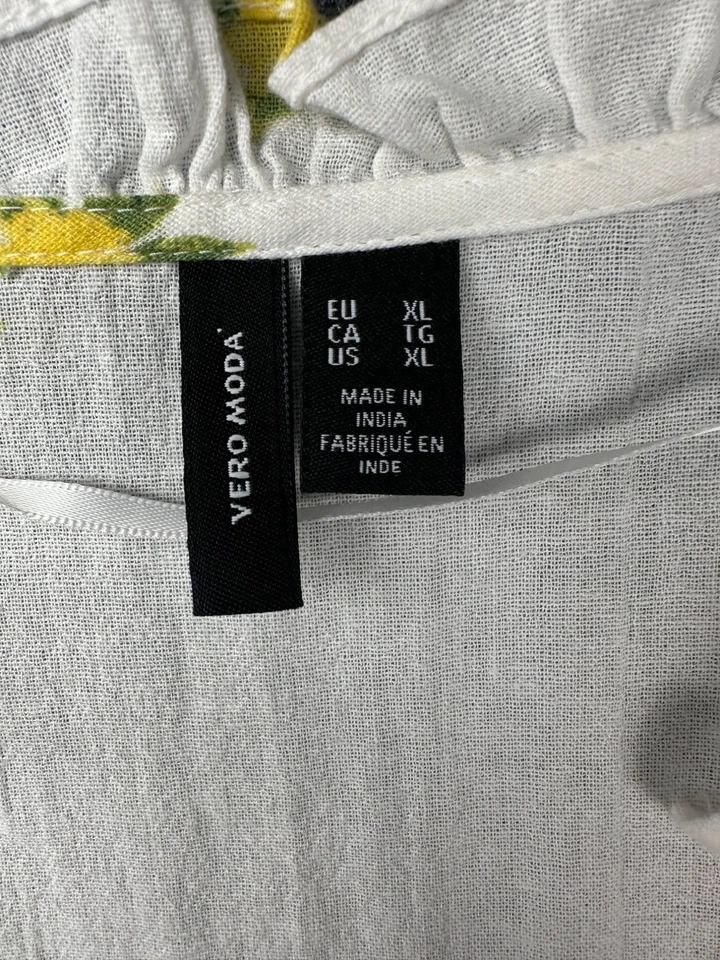 VERO MODA
EU XL
CA TG
US XL
MADE IN
INDIA
FABRIQUÉ EN
INDE